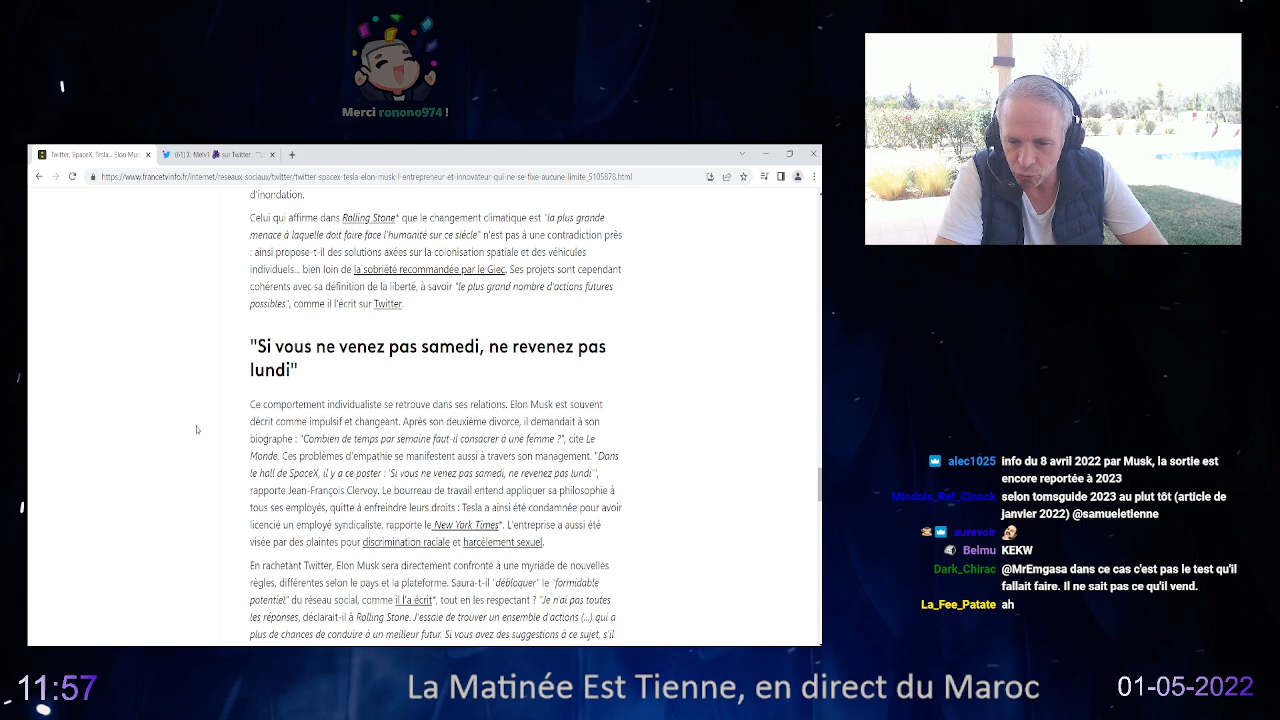 Merci ronono974 !
Twitter, SpaceX, Tesla... Elon Mus
(61) Σ. Melv1
sur Twitter : "
https://www.francetvinfo.fr/internet/reseaux-sociaux/twitter/twitter-spacex-tesla-elon-musk-l-entrepreneur-et-innovateur-qui-ne-se-fixe-aucune-limite_5105878.html
d'inondation.
Celui qui affirme dans Rolling Stone* que le changement climatique est "la plus grande
menace à laquelle doit faire face l'humanité sur ce siècle" n'est pas à une contradiction près
: ainsi propose-t-il des solutions axées sur la colonisation spatiale et des véhicules
individuels... bien loin de la sobriété recommandée par le Giec. Ses projets sont cependant
cohérents avec sa définition de la liberté, à savoir "le plus grand nombre d'actions futures
possibles", comme il l'écrit sur Twitter.
"Si vous ne venez pas samedi, ne revenez pas
lundi"
Ce comportement individualiste se retrouve dans ses relations. Elon Musk est souvent
décrit comme impulsif et changeant. Après son deuxième divorce, il demandait à son
biographe : "Combien de temps par semaine faut-il consacrer à une femme ?", cite Le
Monde. Ces problèmes d'empathie se manifestent aussi à travers son management. "Dans
le hall de SpaceX, il y a ce poster : 'Si vous ne venez pas samedi, ne revenez pas lundi'",
rapporte Jean-François Clervoy. Le bourreau de travail entend appliquer sa philosophie à
tous ses employés, quitte à enfreindre leurs droits : Tesla a ainsi été condamnée pour avoir
licencié un employé syndicaliste, rapporte le New York Times*. L'entreprise a aussi été
visée par des plaintes pour discrimination raciale et harcèlement sexuel.
En rachetant Twitter, Elon Musk sera directement confronté à une myriade de nouvelles
règles, différentes selon le pays et la plateforme. Saura-t-il "débloquer" le "formidable
potentiel" du réseau social, comme il l'a écrit*, tout en les respectant ? "Je n'ai pas toutes
les réponses, déclarait-il à Rolling Stone. J'essaie de trouver un ensemble d'actions (...) qui a
plus de chances de conduire à un meilleur futur. Si vous avez des suggestions à ce sujet, s'il
alec1025 info du 8 avril 2022 par Musk, la sortie est
encore reportée à 2023
Mindoix_Ref_Cinock selon tomsguide 2023 au plut tôt (article de
janvier 2022) @samueletienne
aurevoir
Belmu KEKW
Dark_Chirac @MrEmgasa dans ce cas c'est pas le test qu'il
fallait faire. Il ne sait pas ce qu'il vend.
La_Fee_Patate ah
11:57
La Matinée Est Tienne, en direct du Maroc
01-05-2022